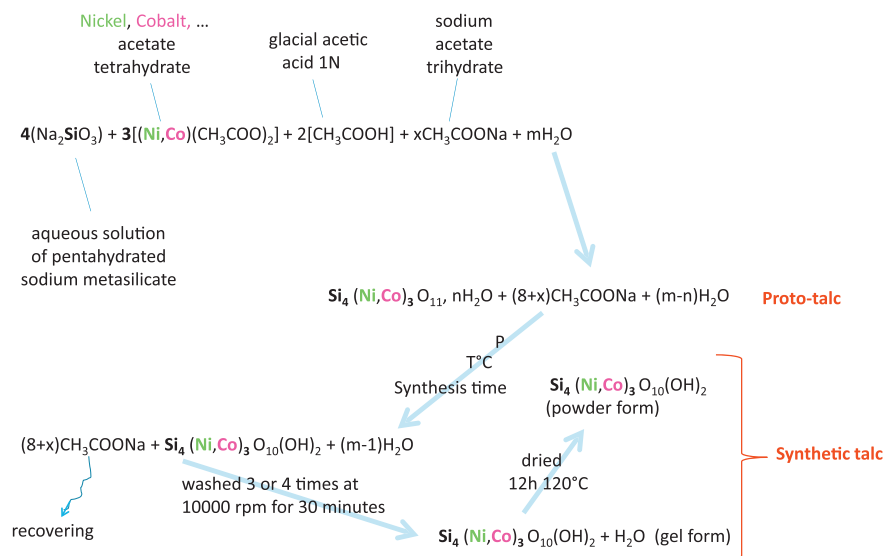 Nickel, Cobalt, ...
acetate
tetrahydrate
glacial acetic
acid 1N
sodium
acetate
trihydrate
4(Na₂SiO₃) + 3[(Ni,Co)(CH₃COO)₂] + 2[CH₃COOH] + xCH₃COONa + mH₂O
aqueous solution
of pentahydrated
sodium metasilicate
Si₄ (Ni,Co)₃ O₁₁, nH₂O + (8+x)CH₃COONa + (m-n)H₂O
Proto-talc
P
T°C
Synthesis time
Si₄ (Ni,Co)₃ O₁₀(OH)₂
(powder form)
(8+x)CH₃COONa + Si₄ (Ni,Co)₃ O₁₀(OH)₂ + (m-1)H₂O
Synthetic talc
dried
12h 120°C
washed 3 or 4 times at
10000 rpm for 30 minutes
recovering
Si₄ (Ni,Co)₃ O₁₀(OH)₂ + H₂O (gel form)